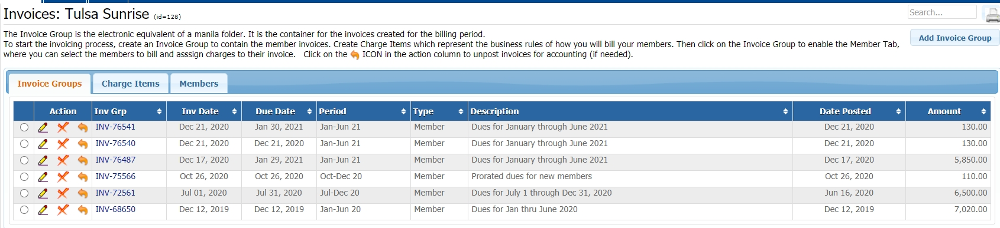 Invoices: Tulsa Sunrise (id=128)
Search...
The Invoice Group is the electronic equivalent of a manila folder. It is the container for the invoices created for the billing period.
To start the invoicing process, create an Invoice Group to contain the member invoices. Create Charge Items which represent the business rules of how you will bill your members. Then click on the Invoice Group to enable the Member Tab,
where you can select the members to bill and asssign charges to their invoice. Click on the ICON in the action column to unpost invoices for accounting (if needed).
Add Invoice Group
Invoice Groups Charge Items Members
Action Inv Grp Inv Date Due Date Period Type Description Date Posted Amount
INV-76541 Dec 21, 2020 Jan 30, 2021 Jan-Jun 21 Member Dues for January through June 2021 Dec 21, 2020 130.00
INV-76540 Dec 21, 2020 Dec 21, 2020 Jan-Jun 21 Member Dues for January through June 2021 Dec 21, 2020 130.00
INV-76487 Dec 17, 2020 Jan 29, 2021 Jan-Jun 21 Member Dues for January through June 2021 Dec 17, 2020 5,850.00
INV-75566 Oct 26, 2020 Oct 26, 2020 Oct-Dec 20 Member Prorated dues for new members Oct 26, 2020 110.00
INV-72561 Jul 01, 2020 Jul 31, 2020 Jul-Dec 20 Member Dues for July 1 through Dec 31, 2020 Jun 16, 2020 6,500.00
INV-68650 Dec 12, 2019 Dec 12, 2019 Jan-Jun 20 Member Dues for Jan thru June 2020 Dec 12, 2019 7,020.00